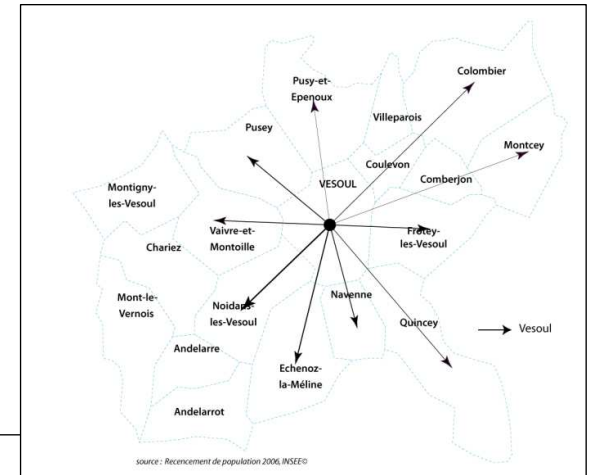 Colombier
Pusy-et-
Epenoux
Villeparois
Pusey
Montcey
Coulevon
Comberjon
VESOUL
Montigny-
les-Vesoul
Vaivre-et-
Montoille
Frotey-
les-Vesoul
Chariez
Mont-le-
Vernois
Navenne
Noidans-
les-Vesoul
Quincey
Vesoul
Andelarre
Echenoz-
la-Méline
Andelarrot
source : Recencement de population 2006, INSEE©